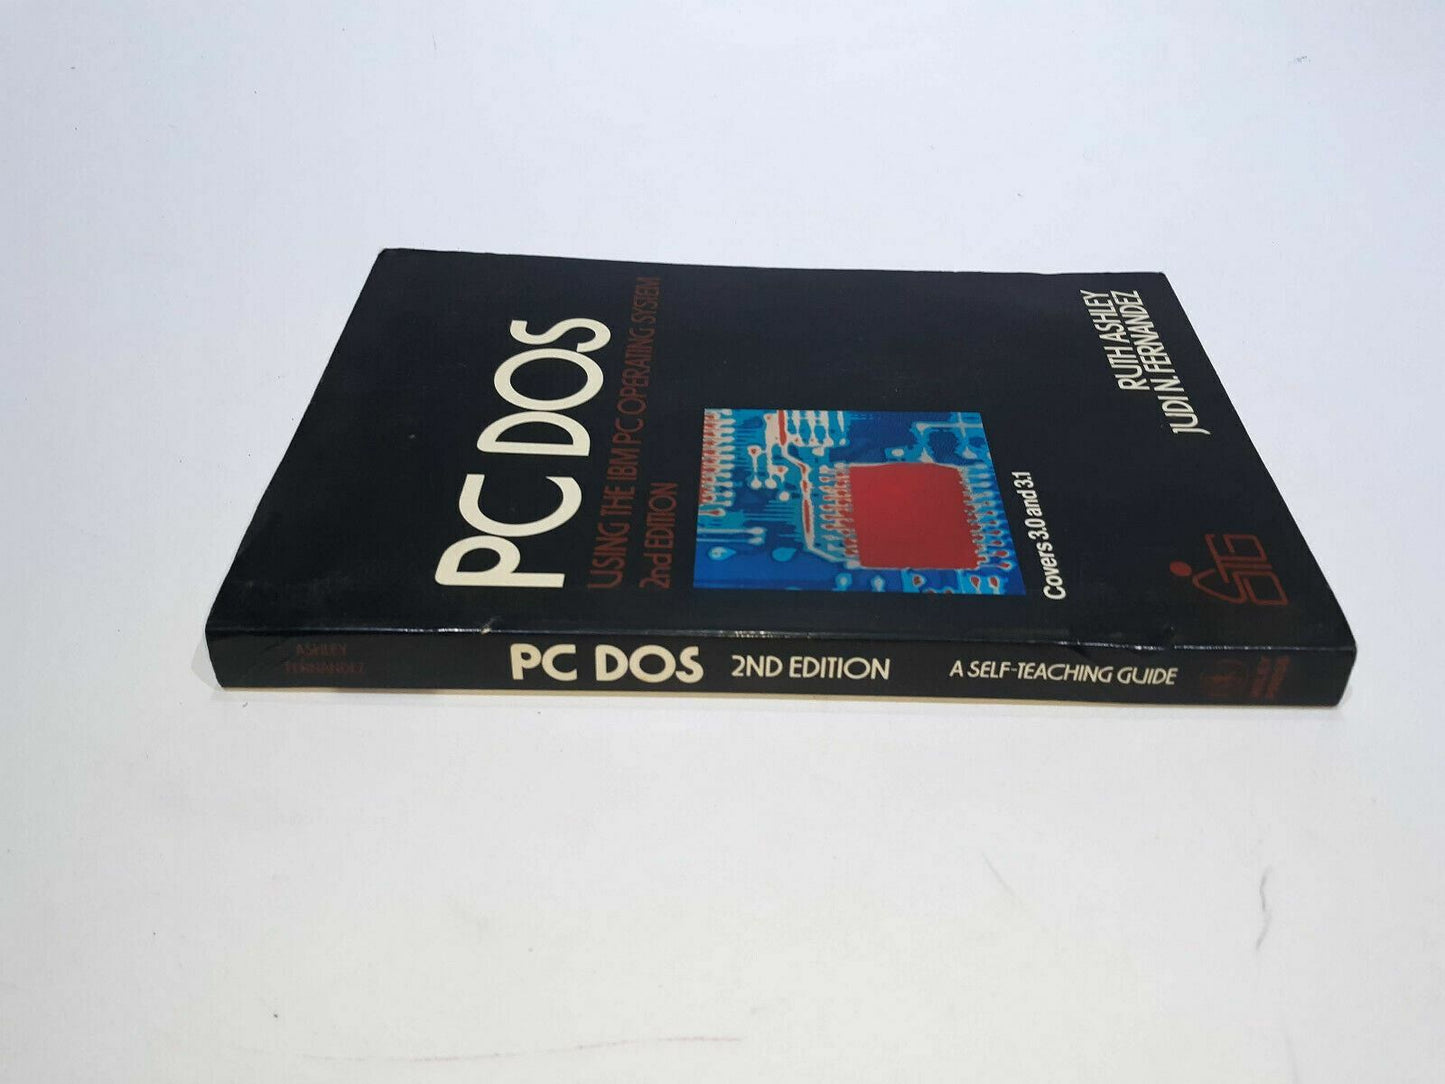 PC DOS
USING THE IBM PC OPERATING SYSTEM
2nd EDITION
Covers 3.0 and 3.1
RUTH ASHLEY
JUDI N. FERNANDEZ
STG
ASHLEY
FERNANDEZ
PC DOS 2ND EDITION A SELF-TEACHING GUIDE